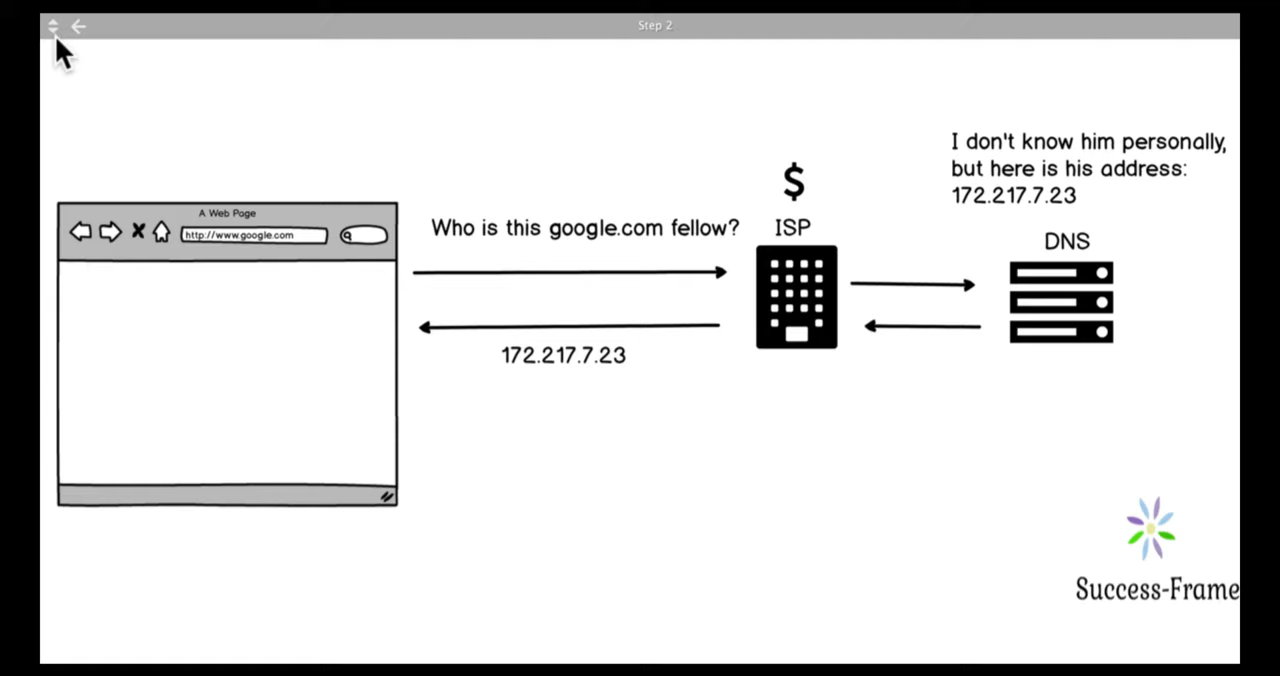 Step 2
I don't know him personally,
but here is his address:
172.217.7.23
$
A Web Page
http://www.google.com
Who is this google.com fellow?
ISP
DNS
172.217.7.23
Success-Frame